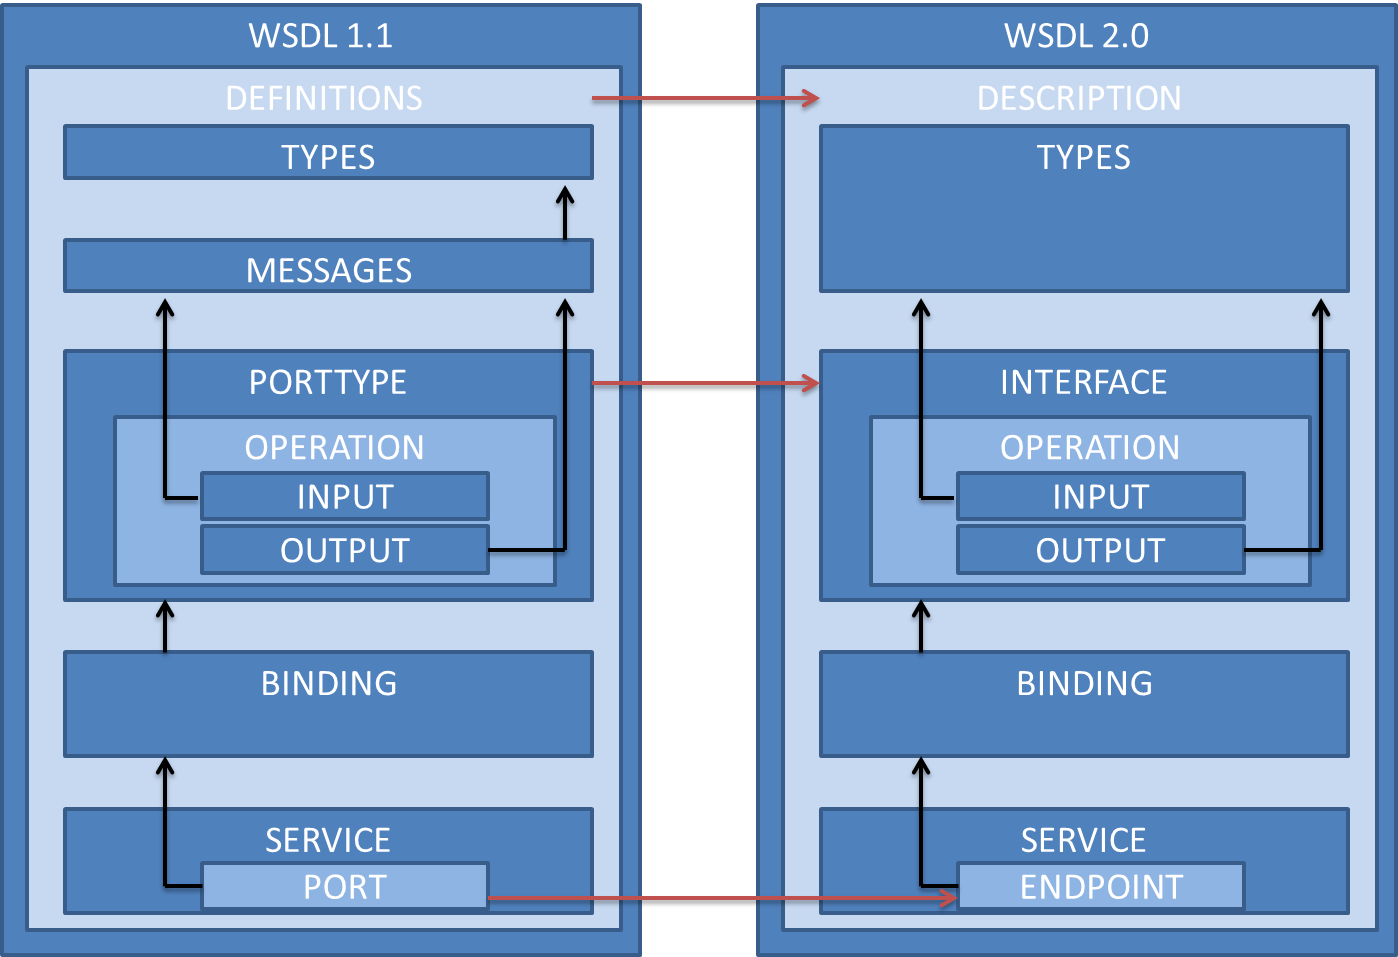 WSDL 1.1
DEFINITIONS
TYPES
MESSAGES
PORTTYPE
OPERATION
INPUT
OUTPUT
BINDING
SERVICE
PORT
WSDL 2.0
DESCRIPTION
TYPES
INTERFACE
OPERATION
INPUT
OUTPUT
BINDING
SERVICE
ENDPOINT